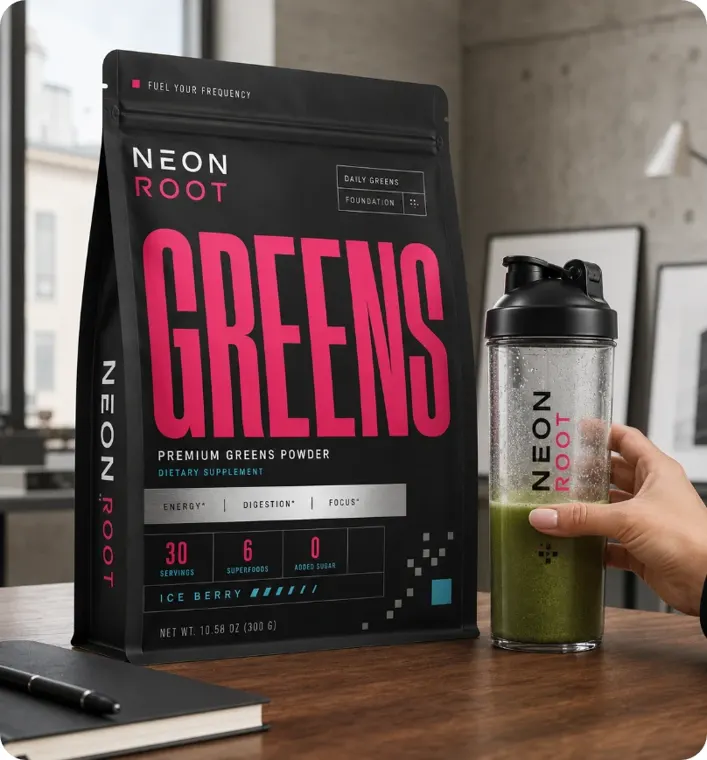 FUEL YOUR FREQUENCY
NEON
ROOT
DAILY GREENS
FOUNDATION
GREENS
PREMIUM GREENS POWDER
DIETARY SUPPLEMENT
ENERGY* | DIGESTION* | FOCUS*
30
SERVINGS
6
SUPERFOODS
0
ADDED SUGAR
ICE BERRY
NET WT. 10.58 OZ (300 G)
NEON ROOT
NEON
ROOT